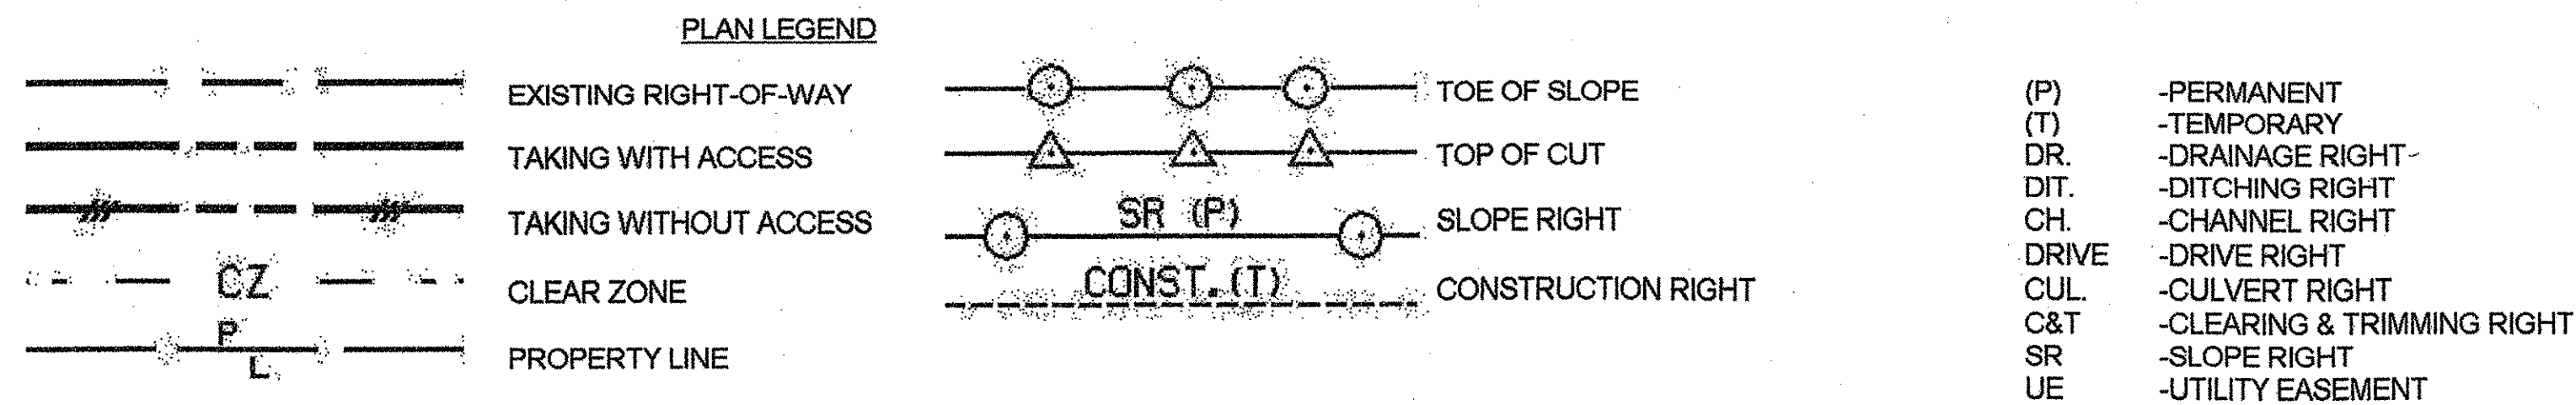 PLAN LEGEND
EXISTING RIGHT-OF-WAY
TAKING WITH ACCESS
TAKING WITHOUT ACCESS
CZ CLEAR ZONE
P
L
PROPERTY LINE
TOE OF SLOPE
TOP OF CUT
SR (P) SLOPE RIGHT
CONST. (T) CONSTRUCTION RIGHT
(P) -PERMANENT
(T) -TEMPORARY
DR. -DRAINAGE RIGHT
DIT. -DITCHING RIGHT
CH. -CHANNEL RIGHT
DRIVE -DRIVE RIGHT
CUL. -CULVERT RIGHT
C&T -CLEARING & TRIMMING RIGHT
SR -SLOPE RIGHT
UE -UTILITY EASEMENT